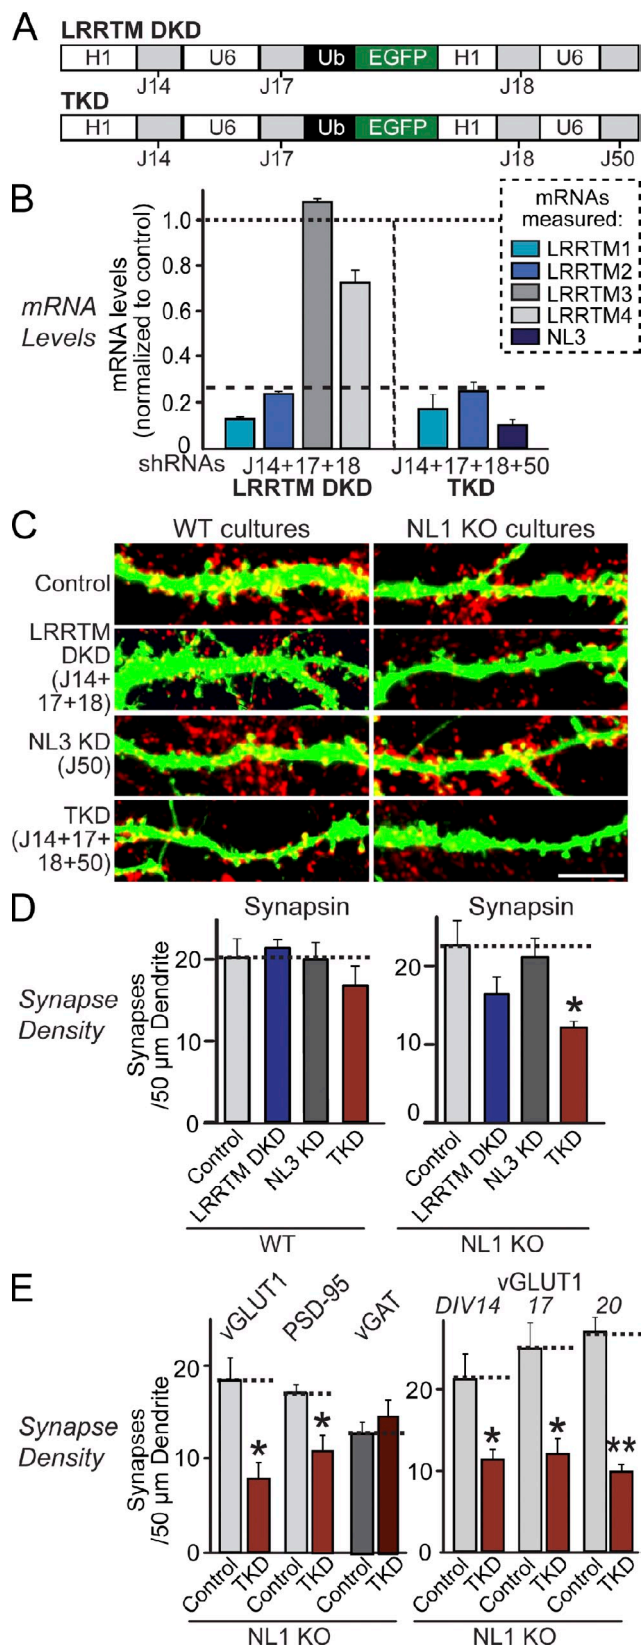 A
LRRTM DKD
H1 U6 Ub EGFP H1 U6
J14 J17 J18
TKD
H1 U6 Ub EGFP H1 U6
J14 J17 J18 J50
B
mRNA
Levels
mRNA levels
(normalized to control)
1.0
0.8
0.6
0.4
0.2
0
mRNAs
measured:
LRRTM1
LRRTM2
LRRTM3
LRRTM4
NL3
shRNAs J14+17+18 J14+17+18+50
LRRTM DKD TKD
C
WT cultures NL1 KO cultures
Control
LRRTM
DKD
(J14+
17+18)
NL3 KD
(J50)
TKD
(J14+17+
18+50)
D
Synapse
Density
Synapses
/50 µm Dendrite
Synapsin Synapsin
20
10
0
20
10
0
*
Control LRRTM DKD NL3 KD TKD
WT
Control LRRTM DKD NL3 KD TKD
NL1 KO
E
Synapse
Density
Synapses
/50 µm Dendrite
vGLUT1 PSD-95 vGAT
20
10
0
* *
Control TKD Control TKD Control TKD
NL1 KO
vGLUT1
DIV14 17 20
20
10
0
* * **
Control TKD Control TKD Control TKD
NL1 KO